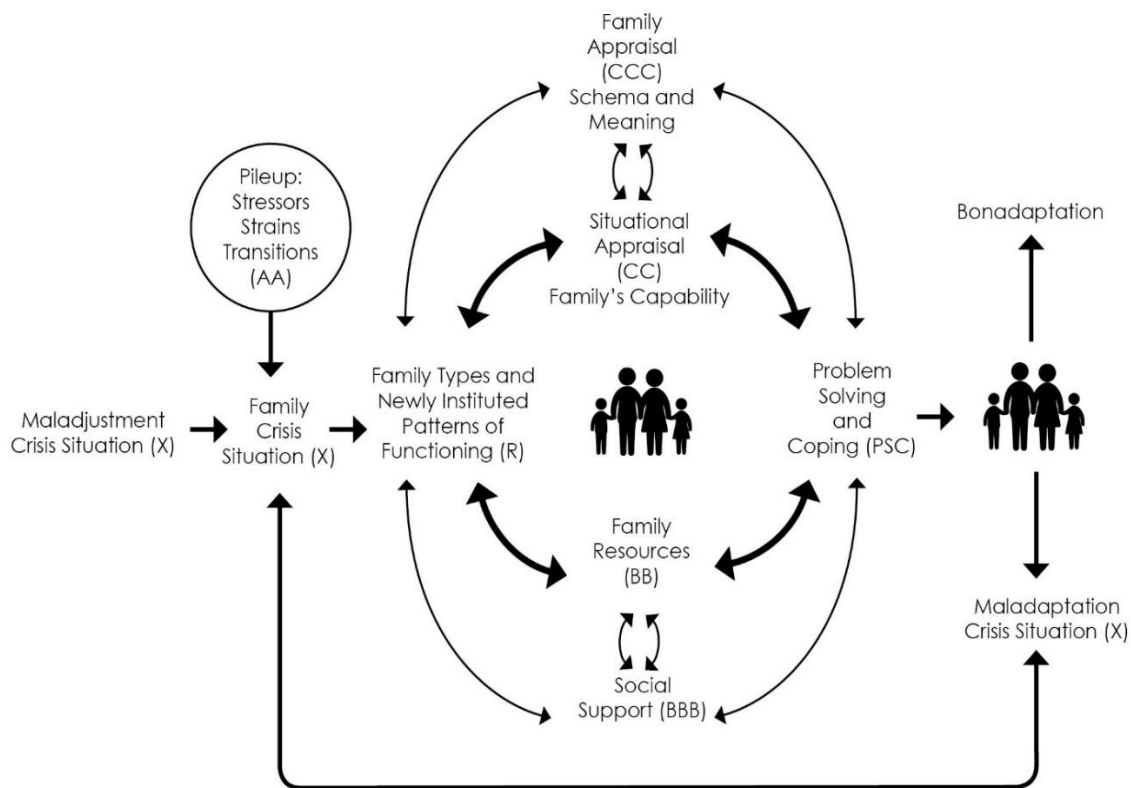 Family
Appraisal
(CCC)
Schema and
Meaning
Pileup:
Stressors
Strains
Transitions
(AA)
Situational
Appraisal
(CC)
Family's Capability
Bonadaptation
Maladjustment
Crisis Situation (X)
Family
Crisis
Situation (X)
Family Types and
Newly Instituted
Patterns of
Functioning (R)
Problem
Solving
and
Coping (PSC)
Family
Resources
(BB)
Social
Support (BBB)
Maladaptation
Crisis Situation (X)